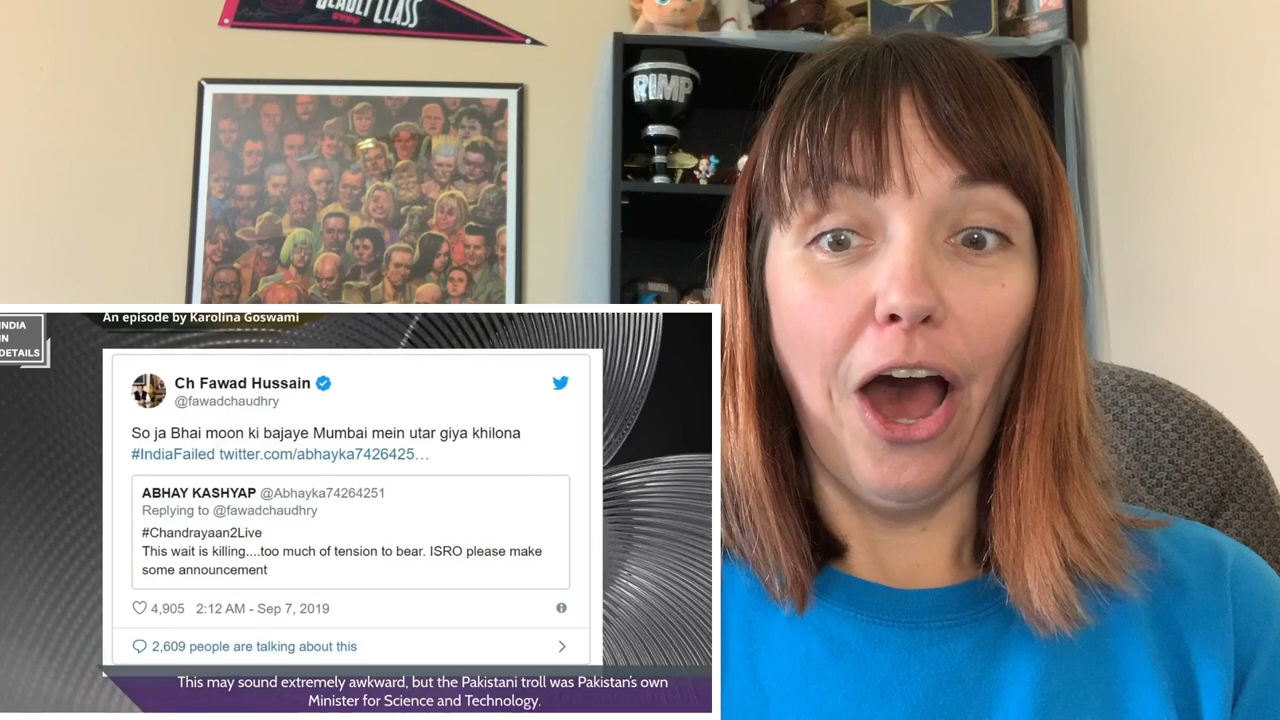 DEADLY CLASS
PIMP
INDIA
IN
DETAILS
An episode by Karolina Goswami
Ch Fawad Hussain
@fawadchaudhry
So ja Bhai moon ki bajaye Mumbai mein utar giya khilona
#IndiaFailed twitter.com/abhayka7426425…
ABHAY KASHYAP @Abhayka74264251
Replying to @fawadchaudhry
#Chandrayaan2Live
This wait is killing....too much of tension to bear. ISRO please make
some announcement
4,905 2:12 AM - Sep 7, 2019
2,609 people are talking about this
This may sound extremely awkward, but the Pakistani troll was Pakistan's own
Minister for Science and Technology.